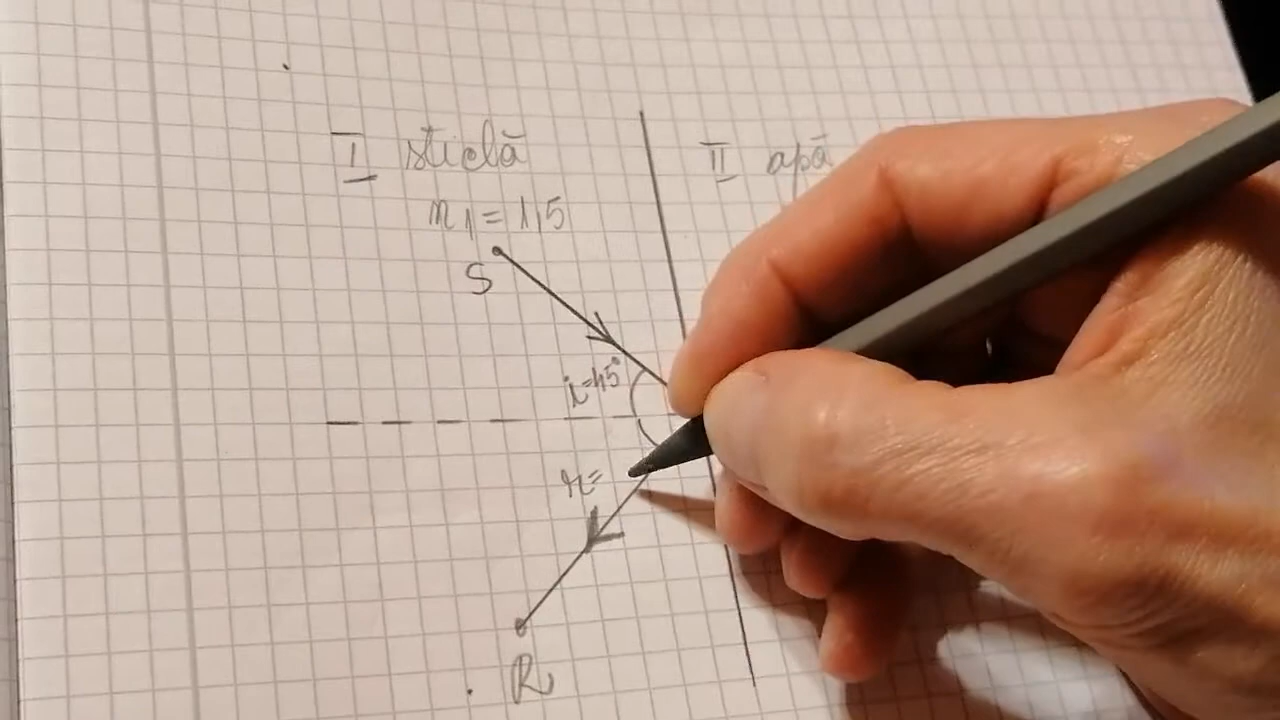 I sticlă
II apă
n₁ = 1,5
S
i=45°
r=
R